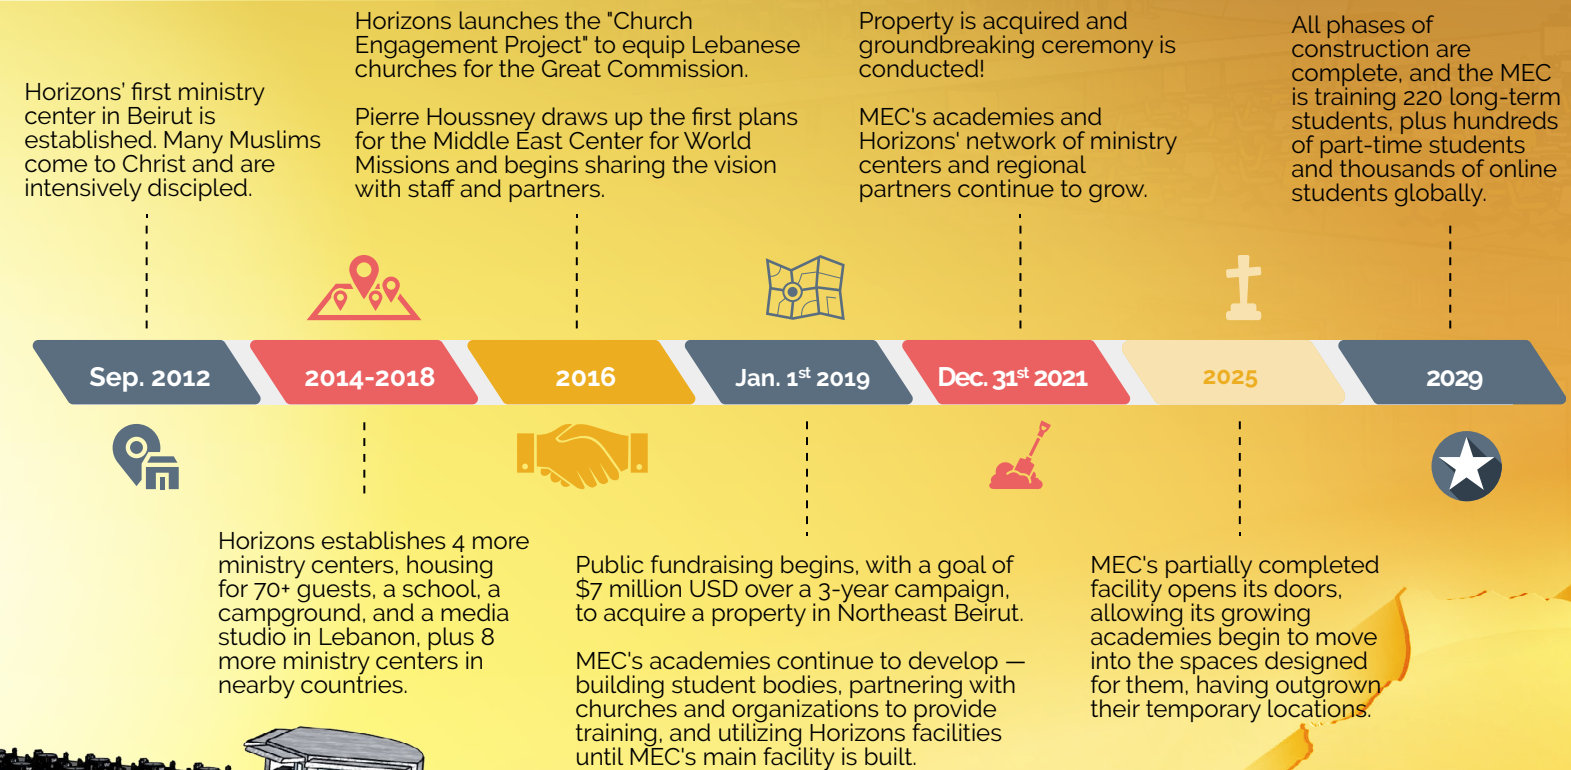 Horizons' first ministry
center in Beirut is
established. Many Muslims
come to Christ and are
intensively discipled.
Horizons launches the "Church
Engagement Project" to equip Lebanese
churches for the Great Commission.
Pierre Houssney draws up the first plans
for the Middle East Center for World
Missions and begins sharing the vision
with staff and partners.
Property is acquired and
groundbreaking ceremony is
conducted!
MEC's academies and
Horizons' network of ministry
centers and regional
partners continue to grow.
All phases of
construction are
complete, and the MEC
is training 220 long-term
students, plus hundreds
of part-time students
and thousands of online
students globally.
Sep. 2012
2014-2018
2016
Jan. 1st 2019
Dec. 31st 2021
2025
2029
Horizons establishes 4 more
ministry centers, housing
for 70+ guests, a school, a
campground, and a media
studio in Lebanon, plus 8
more ministry centers in
nearby countries.
Public fundraising begins, with a goal of
$7 million USD over a 3-year campaign,
to acquire a property in Northeast Beirut.
MEC's academies continue to develop —
building student bodies, partnering with
churches and organizations to provide
training, and utilizing Horizons facilities
until MEC's main facility is built.
MEC's partially completed
facility opens its doors,
allowing its growing
academies begin to move
into the spaces designed
for them, having outgrown
their temporary locations.